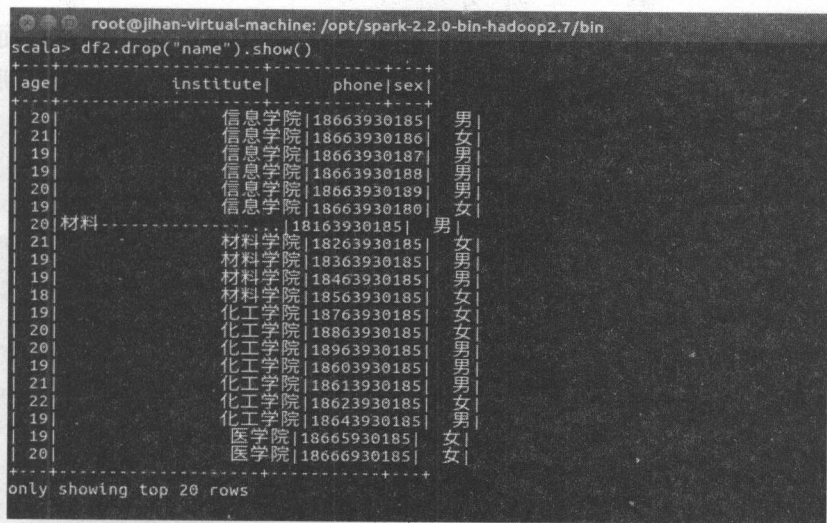 root@jihan-virtual-machine: /opt/spark-2.2.0-bin-hadoop2.7/bin
scala> df2.drop("name").show()
+---+--------------------+-----------+---+
|age|           institute|      phone|sex|
+---+--------------------+-----------+---+
| 20|                信息学院|18663930185|  男|
| 21|                信息学院|18663930186|  女|
| 19|                信息学院|18663930187|  男|
| 19|                信息学院|18663930188|  男|
| 20|                信息学院|18663930189|  男|
| 19|                信息学院|18663930180|  女|
| 20|材料---------------...|18163930185|  男|
| 21|                材料学院|18263930185|  女|
| 19|                材料学院|18363930185|  男|
| 19|                材料学院|18463930185|  男|
| 18|                材料学院|18563930185|  女|
| 19|                化工学院|18763930185|  女|
| 20|                化工学院|18863930185|  女|
| 20|                化工学院|18963930185|  男|
| 19|                化工学院|18603930185|  男|
| 21|                化工学院|18613930185|  男|
| 22|                化工学院|18623930185|  女|
| 19|                化工学院|18643930185|  男|
| 19|                 医学院|18665930185|  女|
| 20|                 医学院|18666930185|  女|
+---+--------------------+-----------+---+
only showing top 20 rows